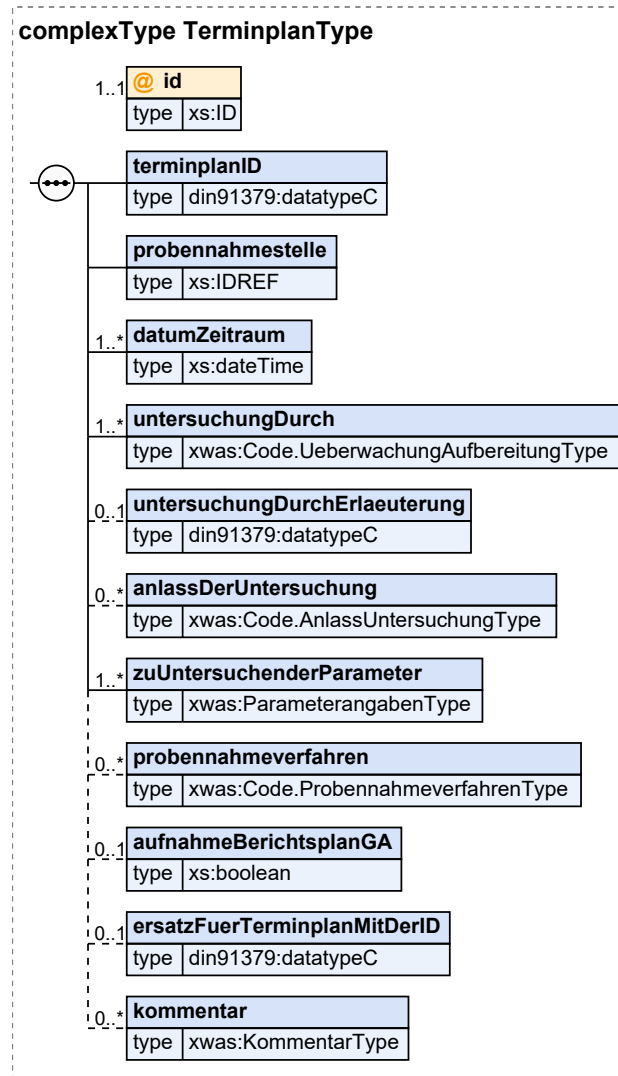 complexType TerminplanType
1..1 @ id
type xs:ID
terminplanID
type din91379:datatypeC
probennahmestelle
type xs:IDREF
1..* datumZeitraum
type xs:dateTime
1..* untersuchungDurch
type xwas:Code.UeberwachungAufbereitungType
0..1 untersuchungDurchErlaeuterung
type din91379:datatypeC
0..* anlassDerUntersuchung
type xwas:Code.AnlassUntersuchungType
1..* zuUntersuchenderParameter
type xwas:ParameterangabenType
0..* probennahmeverfahren
type xwas:Code.ProbennahmeverfahrenType
0..1 aufnahmeBerichtsplanGA
type xs:boolean
0..1 ersatzFuerTerminplanMitDerID
type din91379:datatypeC
0..* kommentar
type xwas:KommentarType